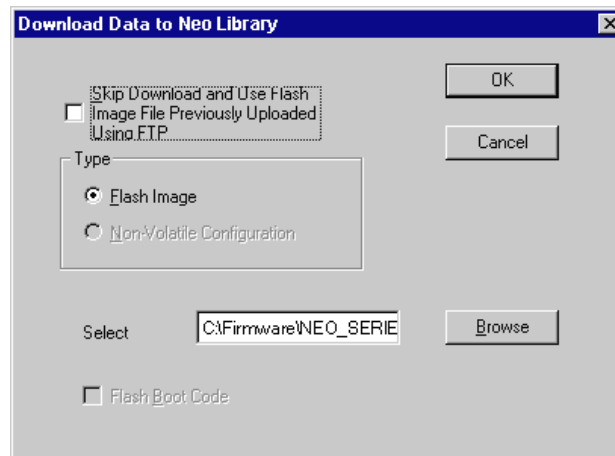 Download Data to Neo Library
Skip Download and Use Flash
Image File Previously Uploaded
Using FTP
OK
Cancel
Type
Flash Image
Non-Volatile Configuration
Select
C:\Firmware\NEO_SERIE
Browse
Flash Boot Code